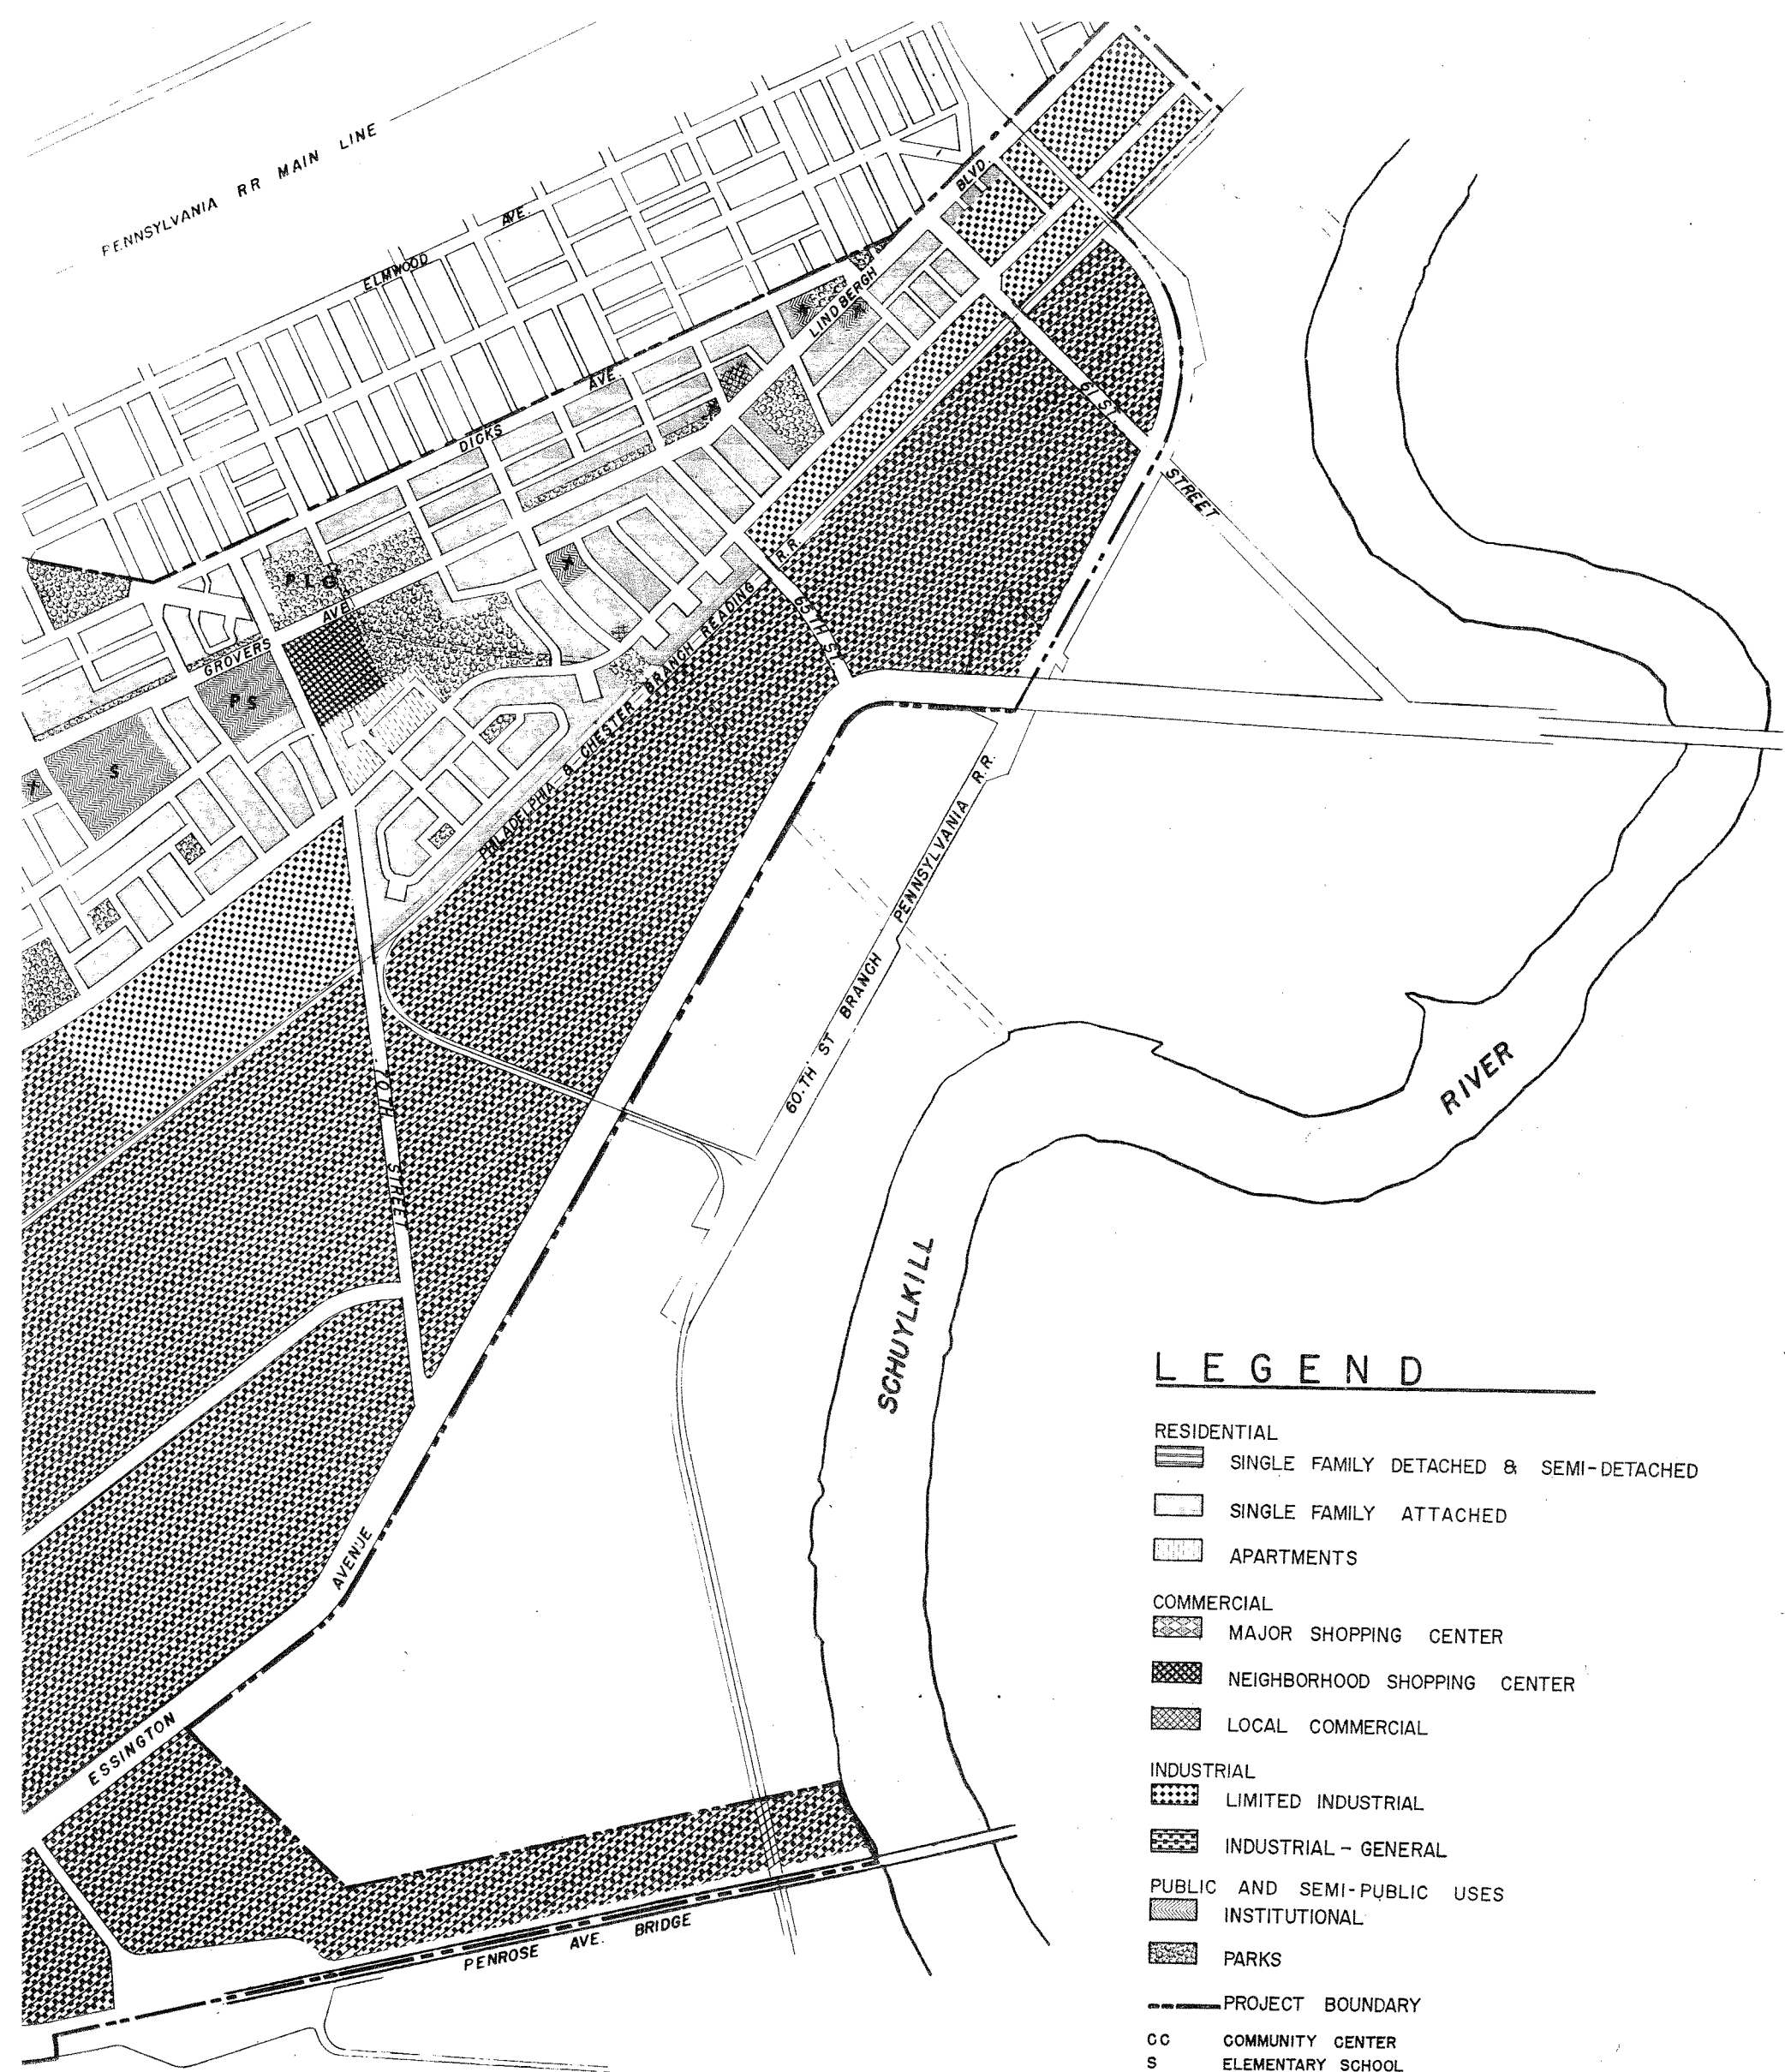 PENNSYLVANIA RR MAIN LINE
ELMWOOD AVE.
BLVD.
LINDBERGH
DICKS AVE.
61 ST
STREET
P L G
GROVERS AVE.
P S
S
65TH ST.
PHILADELPHIA & CHESTER BRANCH READING R.R.
60.TH ST BRANCH PENNSYLVANIA R.R.
70 TH STREET
RIVER
SCHUYLKILL
ESSINGTON AVENUE
PENROSE AVE. BRIDGE
LEGEND
RESIDENTIAL
SINGLE FAMILY DETACHED & SEMI-DETACHED
SINGLE FAMILY ATTACHED
APARTMENTS
COMMERCIAL
MAJOR SHOPPING CENTER
NEIGHBORHOOD SHOPPING CENTER
LOCAL COMMERCIAL
INDUSTRIAL
LIMITED INDUSTRIAL
INDUSTRIAL - GENERAL
PUBLIC AND SEMI-PUBLIC USES
INSTITUTIONAL
PARKS
PROJECT BOUNDARY
CC COMMUNITY CENTER
S ELEMENTARY SCHOOL